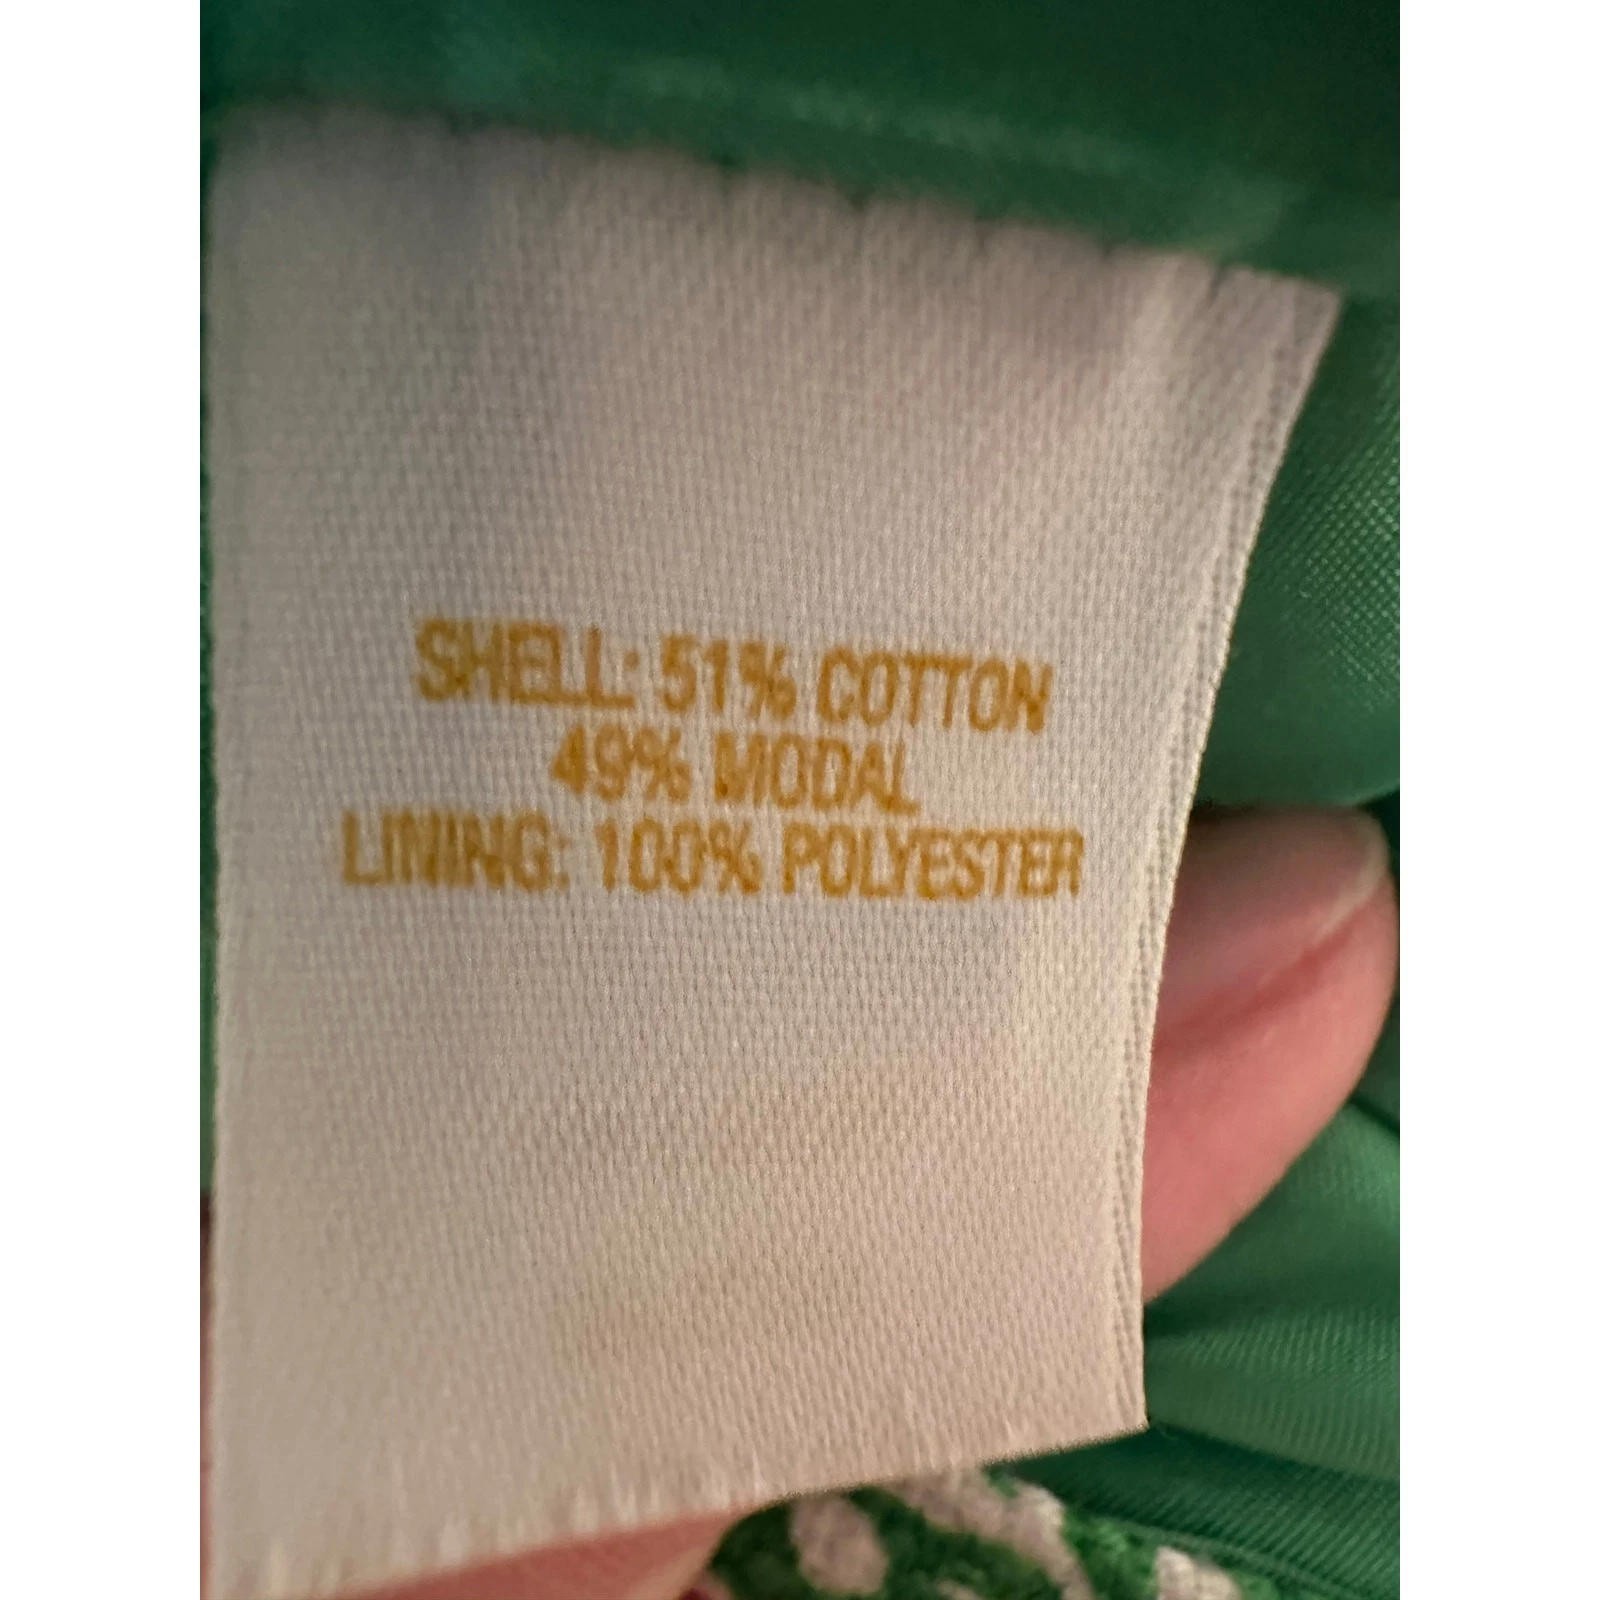 SHELL: 51% COTTON
49% MODAL
LINING: 100% POLYESTER